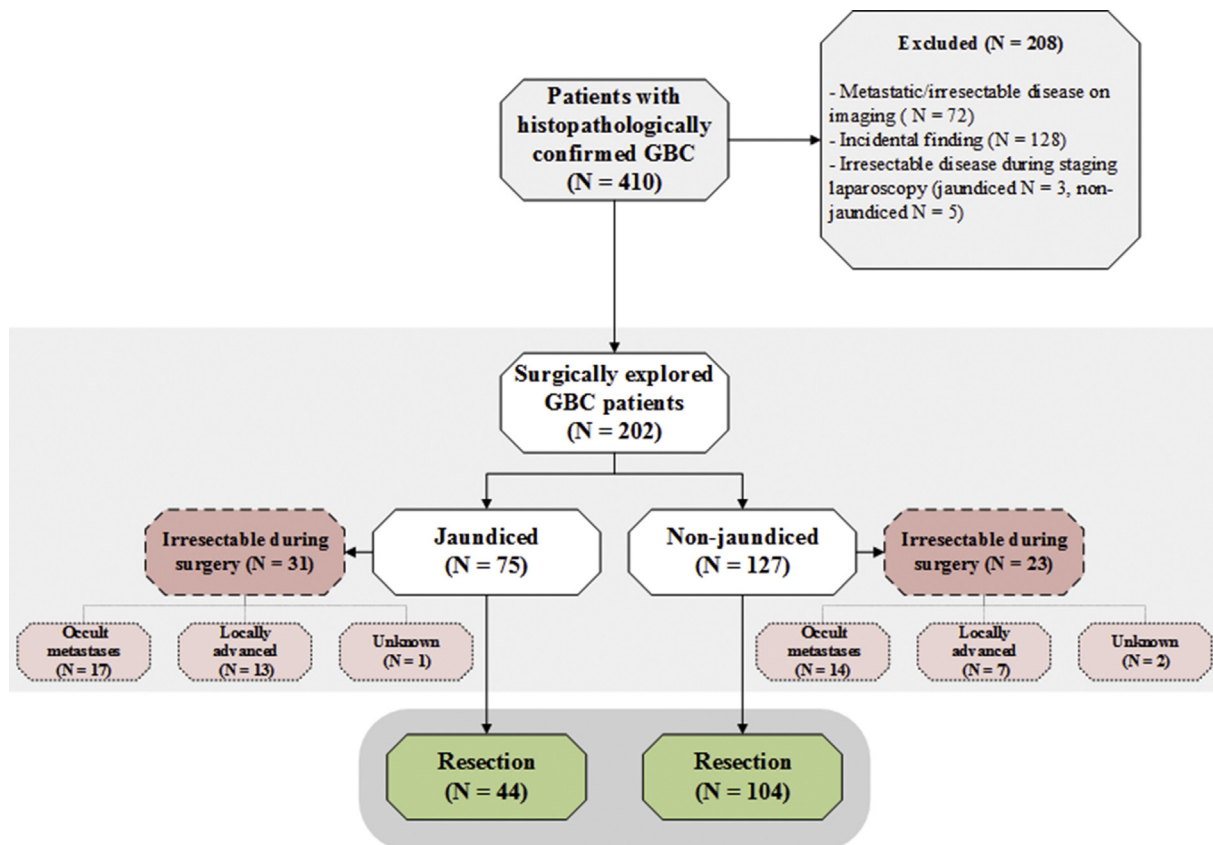 Excluded (N = 208)
- Metastatic/irresectable disease on
imaging ( N = 72)
- Incidental finding (N = 128)
- Irresectable disease during staging
laparoscopy (jaundiced N = 3, non-
jaundiced N = 5)
Patients with
histopathologically
confirmed GBC
(N = 410)
Surgically explored
GBC patients
(N = 202)
Irresectable during
surgery (N = 31)
Jaundiced
(N = 75)
Non-jaundiced
(N = 127)
Irresectable during
surgery (N = 23)
Occult
metastases
(N = 17)
Locally
advanced
(N = 13)
Unknown
(N = 1)
Occult
metastases
(N = 14)
Locally
advanced
(N = 7)
Unknown
(N = 2)
Resection
(N = 44)
Resection
(N = 104)